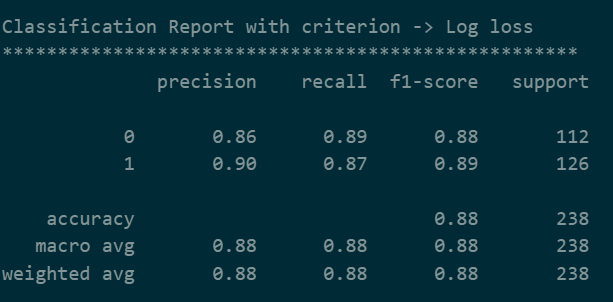 Classification Report with criterion -> Log loss
****************************************************
precision recall f1-score support
0 0.86 0.89 0.88 112
1 0.90 0.87 0.89 126
accuracy 0.88 238
macro avg 0.88 0.88 0.88 238
weighted avg 0.88 0.88 0.88 238